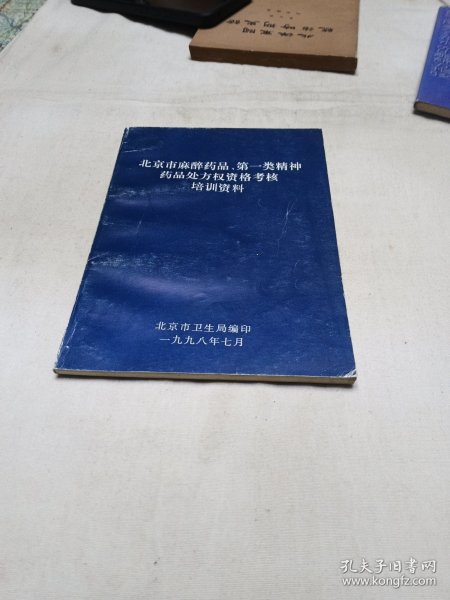 北京市麻醉药品、第一类精神
药品处方权资格考核
培训资料
北京市卫生局编印
一九九八年七月
孔夫子旧书网
www.kongfz.com